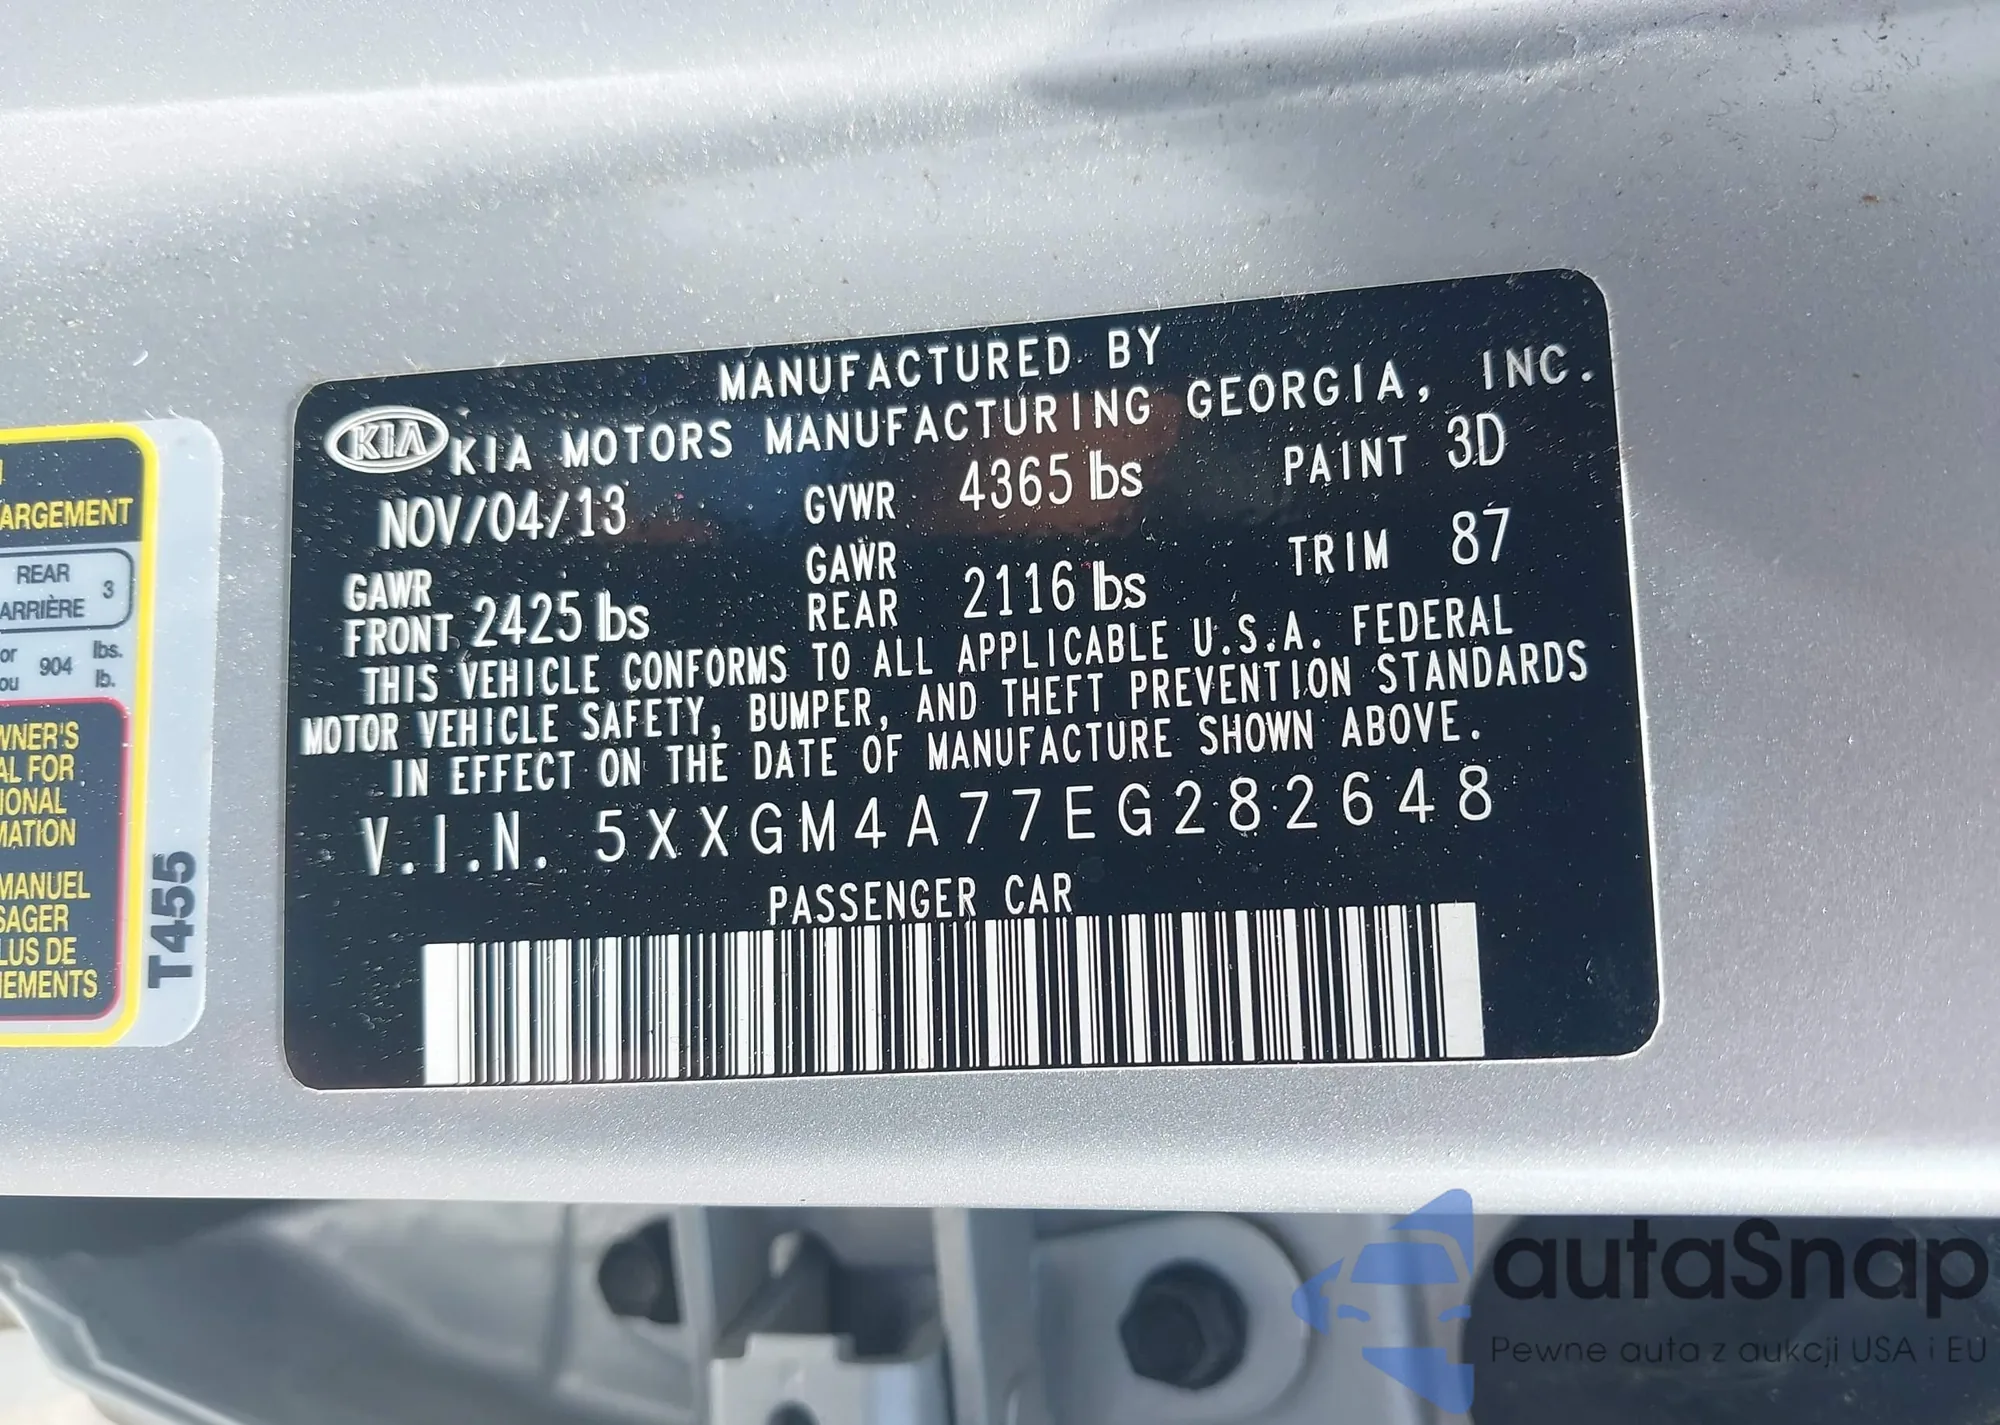 MANUFACTURED BY
KIA KIA MOTORS MANUFACTURING GEORGIA, INC.
NOV/04/13 GVWR 4365 lbs PAINT 3D
GAWR FRONT 2425 lbs GAWR REAR 2116 lbs TRIM 87
THIS VEHICLE CONFORMS TO ALL APPLICABLE U.S.A. FEDERAL
MOTOR VEHICLE SAFETY, BUMPER, AND THEFT PREVENTION STANDARDS
IN EFFECT ON THE DATE OF MANUFACTURE SHOWN ABOVE.
V.I.N. 5XXGM4A77EG282648
PASSENGER CAR
ARGEMENT
REAR 3
ARRIÈRE
or 904 lbs.
ou lb.
WNER'S
AL FOR
IONAL
MATION
MANUEL
SAGER
LUS DE
NEMENTS
T455
autaSnap
Pewne auta z aukcji USA i EU